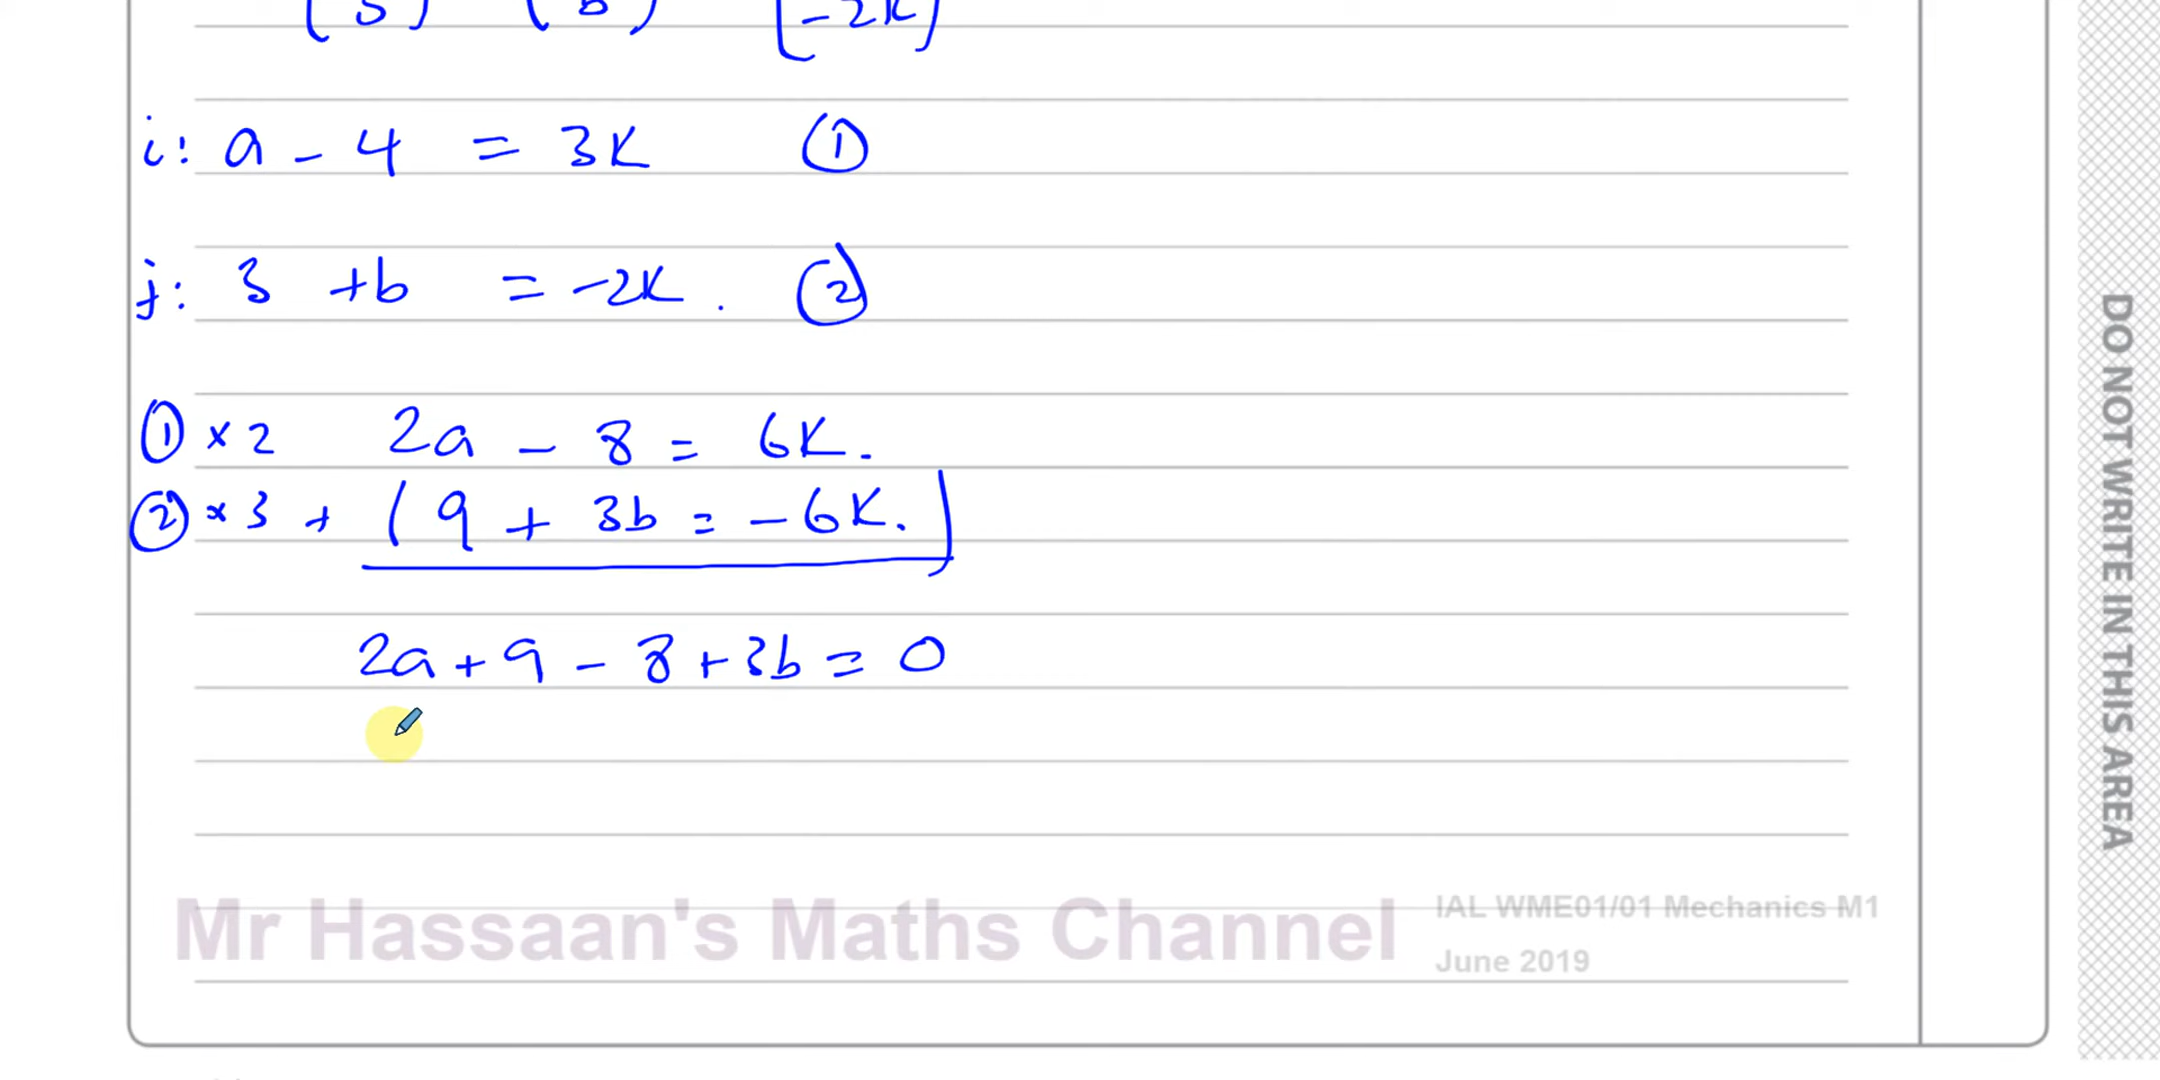 (3) (b) [-2K)
i: a - 4 = 3K ①
j: 3 + b = -2K. ②
① × 2 2a - 8 = 6K.
② × 3 + (9 + 3b = -6K.)
2a + 9 - 8 + 3b = 0
Mr Hassaan's Maths Channel
IAL WME01/01 Mechanics M1
June 2019
DO NOT WRITE IN THIS AREA